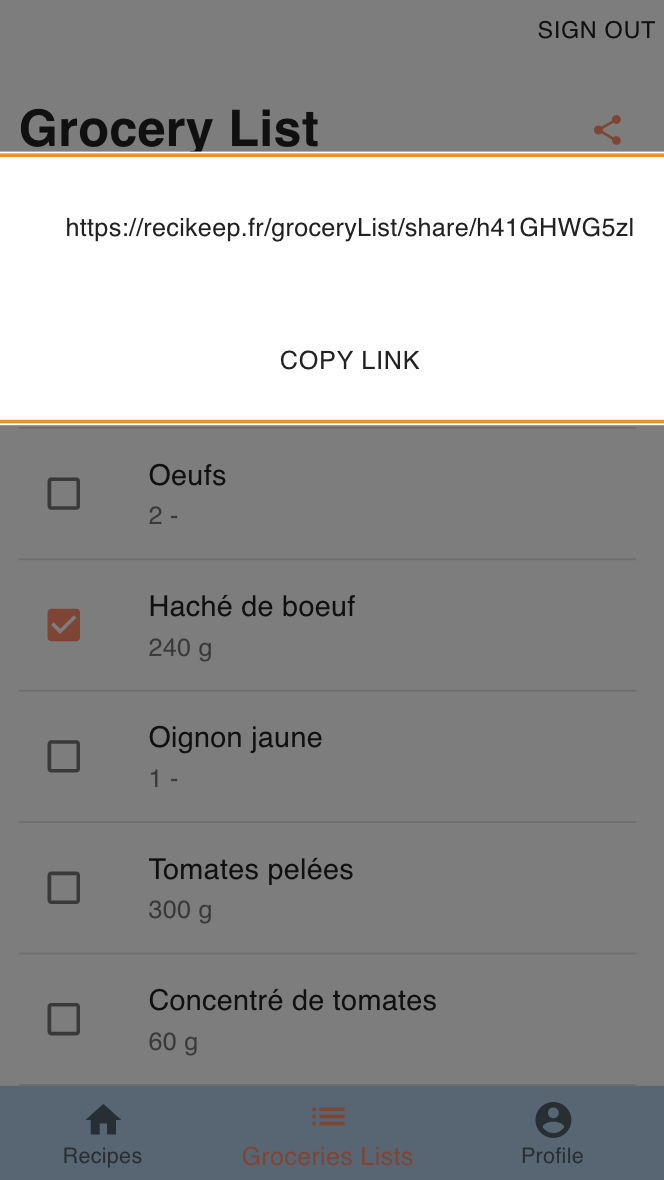 SIGN OUT
Grocery List
https://recikeep.fr/groceryList/share/h41GHWG5zl
COPY LINK
Oeufs
2 -
Haché de boeuf
240 g
Oignon jaune
1 -
Tomates pelées
300 g
Concentré de tomates
60 g
Recipes
Groceries Lists
Profile